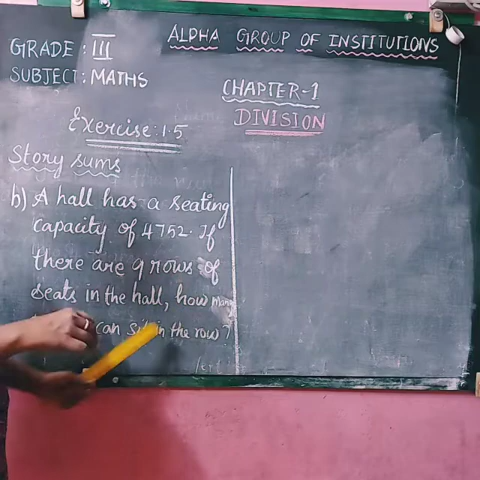 GRADE : III
ALPHA GROUP OF INSTITUTIONS
SUBJECT : MATHS
CHAPTER-1
DIVISION
Exercise: 1.5
Story sums
b) A hall has a seating
capacity of 4752. If
there are 9 rows of
seats in the hall, how many
can sit in the row?